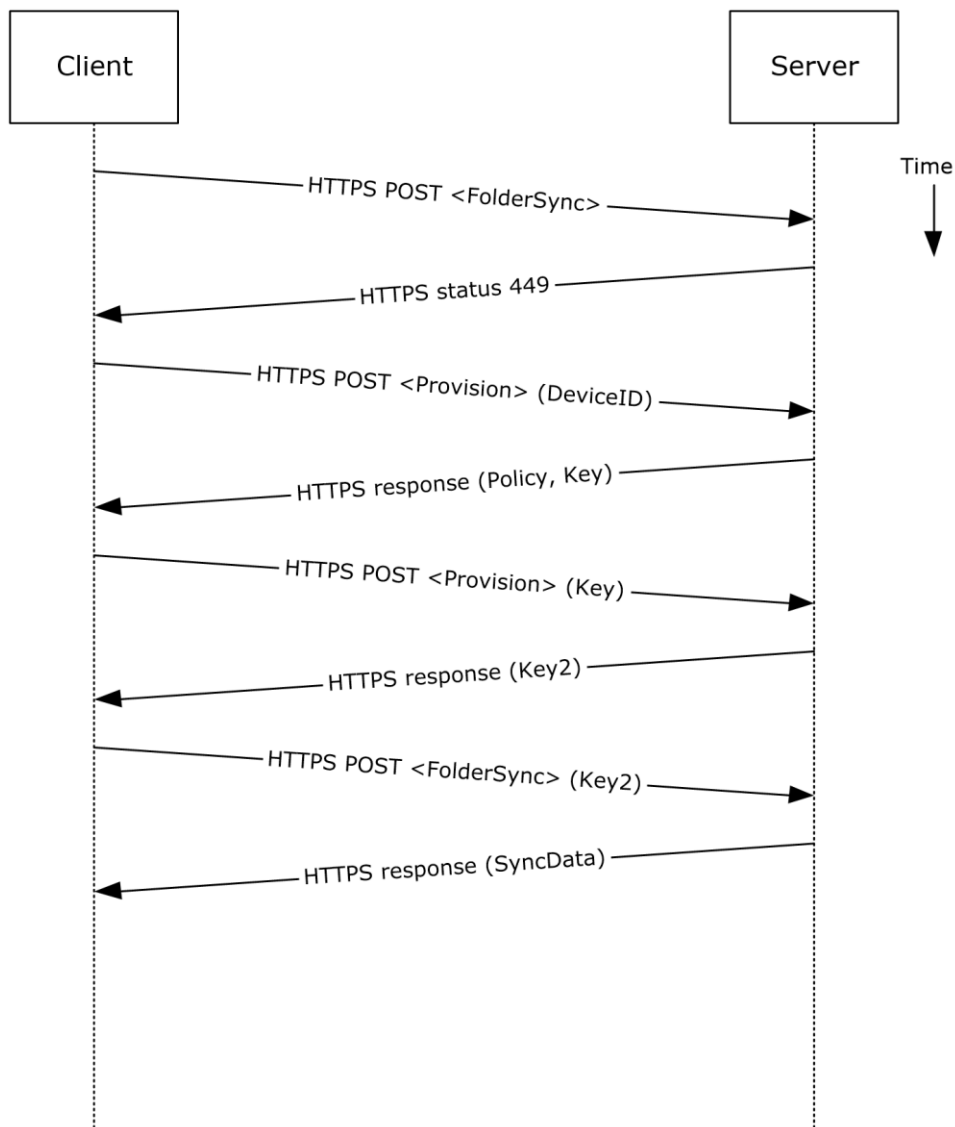 Client
Server
Time
HTTPS POST <FolderSync>
HTTPS status 449
HTTPS POST <Provision> (DeviceID)
HTTPS response (Policy, Key)
HTTPS POST <Provision> (Key)
HTTPS response (Key2)
HTTPS POST <FolderSync> (Key2)
HTTPS response (SyncData)